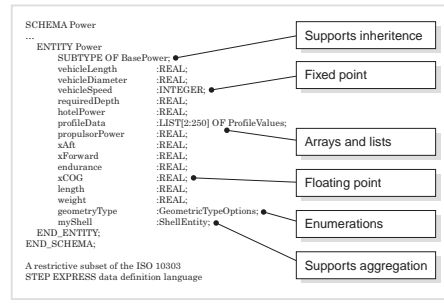 SCHEMA Power
...
ENTITY Power
SUBTYPE OF BasePower;
vehicleLength :REAL;
vehicleDiameter :REAL;
vehicleSpeed :INTEGER;
requiredDepth :REAL;
hotelPower :REAL;
profileData :LIST[2:250] OF ProfileValues;
propulsorPower :REAL;
xAft :REAL;
xForward :REAL;
endurance :REAL;
xCOG :REAL;
length :REAL;
weight :REAL;
geometryType :GeometricTypeOptions;
myShell :ShellEntity;
END_ENTITY;
END_SCHEMA;
A restrictive subset of the ISO 10303
STEP EXPRESS data definition language
Supports inheritence
Fixed point
Arrays and lists
Floating point
Enumerations
Supports aggregation